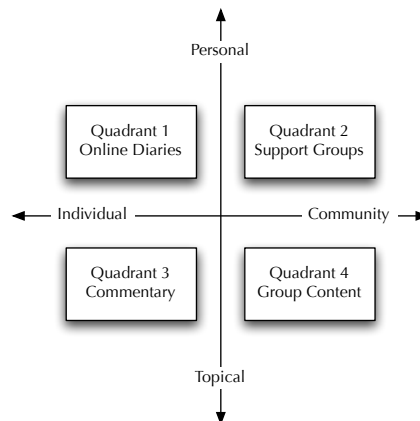 Personal
Quadrant 1
Online Diaries
Quadrant 2
Support Groups
Individual
Community
Quadrant 3
Commentary
Quadrant 4
Group Content
Topical